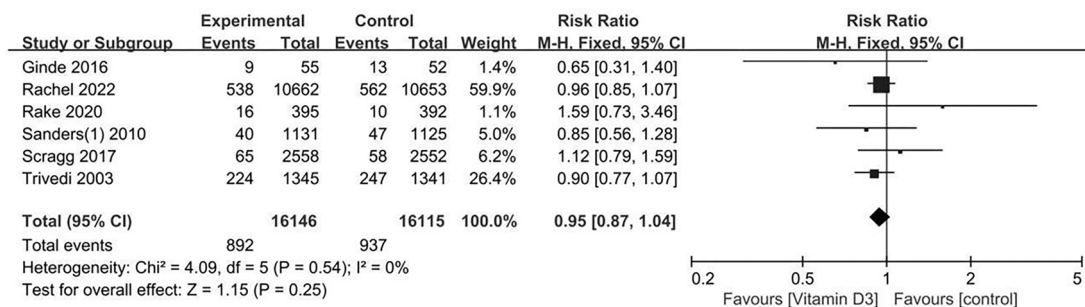 Experimental Control Risk Ratio Risk Ratio
Study or Subgroup Events Total Events Total Weight M-H, Fixed, 95% CI M-H, Fixed, 95% CI
Ginde 2016 9 55 13 52 1.4% 0.65 [0.31, 1.40]
Rachel 2022 538 10662 562 10653 59.9% 0.96 [0.85, 1.07]
Rake 2020 16 395 10 392 1.1% 1.59 [0.73, 3.46]
Sanders(1) 2010 40 1131 47 1125 5.0% 0.85 [0.56, 1.28]
Scragg 2017 65 2558 58 2552 6.2% 1.12 [0.79, 1.59]
Trivedi 2003 224 1345 247 1341 26.4% 0.90 [0.77, 1.07]
Total (95% CI) 16146 16115 100.0% 0.95 [0.87, 1.04]
Total events 892 937
Heterogeneity: Chi² = 4.09, df = 5 (P = 0.54); I² = 0%
Test for overall effect: Z = 1.15 (P = 0.25)
0.2 0.5 1 2 5
Favours [Vitamin D3] Favours [control]